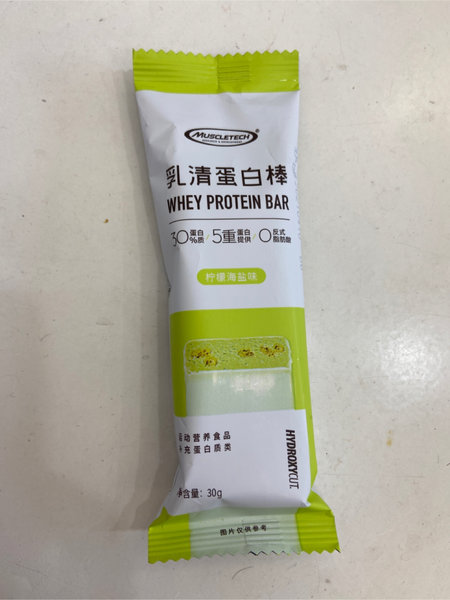 MUSCLETECH®
乳清蛋白棒
WHEY PROTEIN BAR
30%蛋白质/5重蛋白提供/0反式脂肪酸
柠檬海盐味
运动营养食品
补充蛋白质类
HYDROXYCUT.
净含量: 30g
图片仅供参考